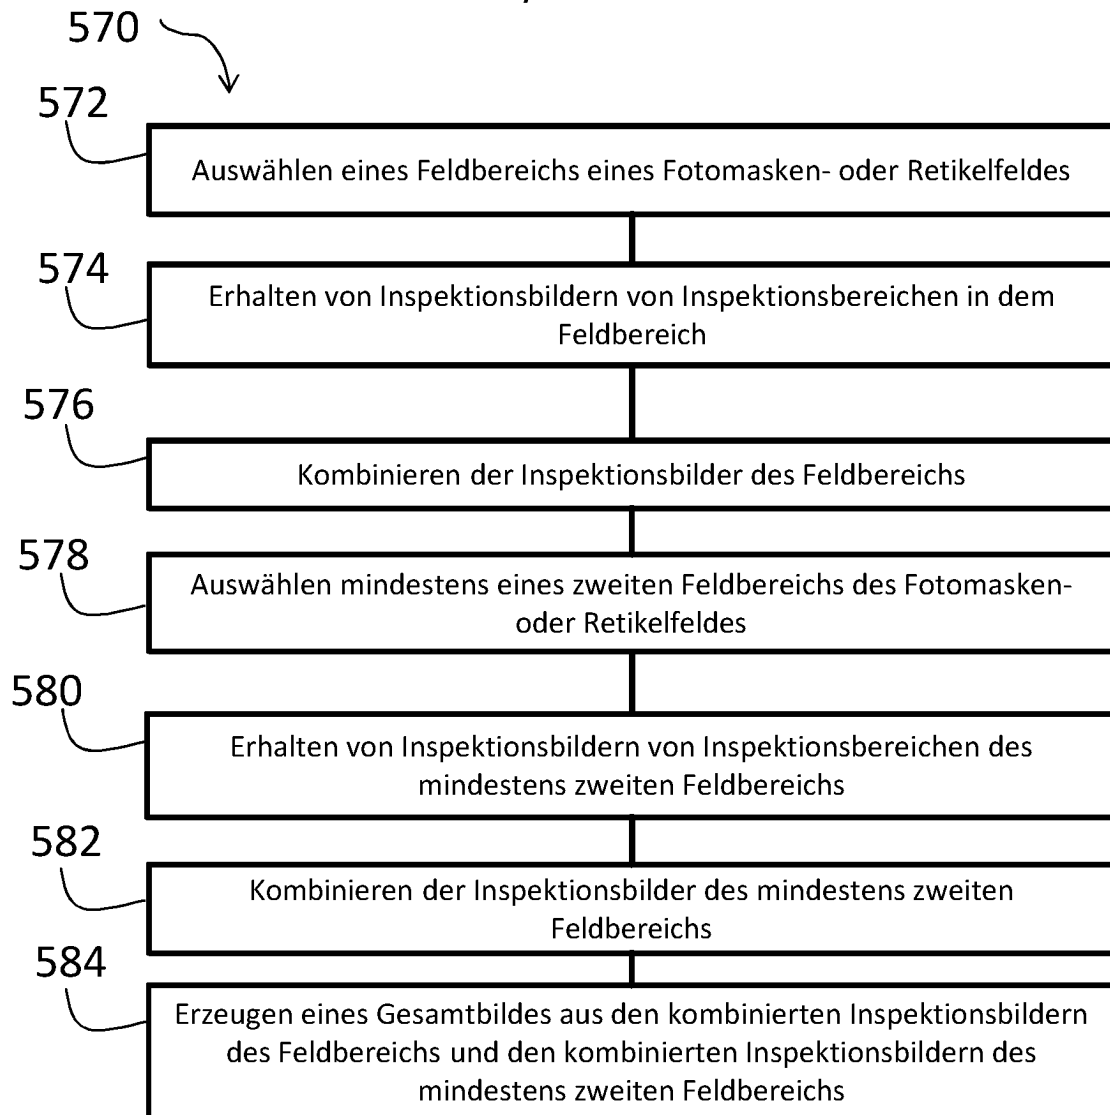 570
572
Auswählen eines Feldbereichs eines Fotomasken- oder Retikelfeldes
574
Erhalten von Inspektionsbildern von Inspektionsbereichen in dem
Feldbereich
576
Kombinieren der Inspektionsbilder des Feldbereichs
578
Auswählen mindestens eines zweiten Feldbereichs des Fotomasken-
oder Retikelfeldes
580
Erhalten von Inspektionsbildern von Inspektionsbereichen des
mindestens zweiten Feldbereichs
582
Kombinieren der Inspektionsbilder des mindestens zweiten
Feldbereichs
584
Erzeugen eines Gesamtbildes aus den kombinierten Inspektionsbildern
des Feldbereichs und den kombinierten Inspektionsbildern des
mindestens zweiten Feldbereichs